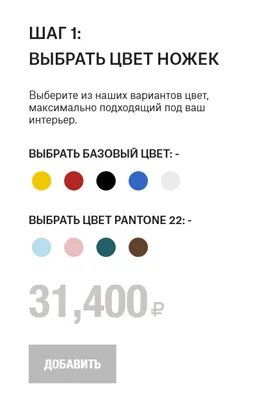 ШАГ 1:
ВЫБРАТЬ ЦВЕТ НОЖЕК
Выберите из наших вариантов цвет,
максимально подходящий под ваш
интерьер.
ВЫБРАТЬ БАЗОВЫЙ ЦВЕТ: -
ВЫБРАТЬ ЦВЕТ PANTONE 22: -
31,400₽
ДОБАВИТЬ